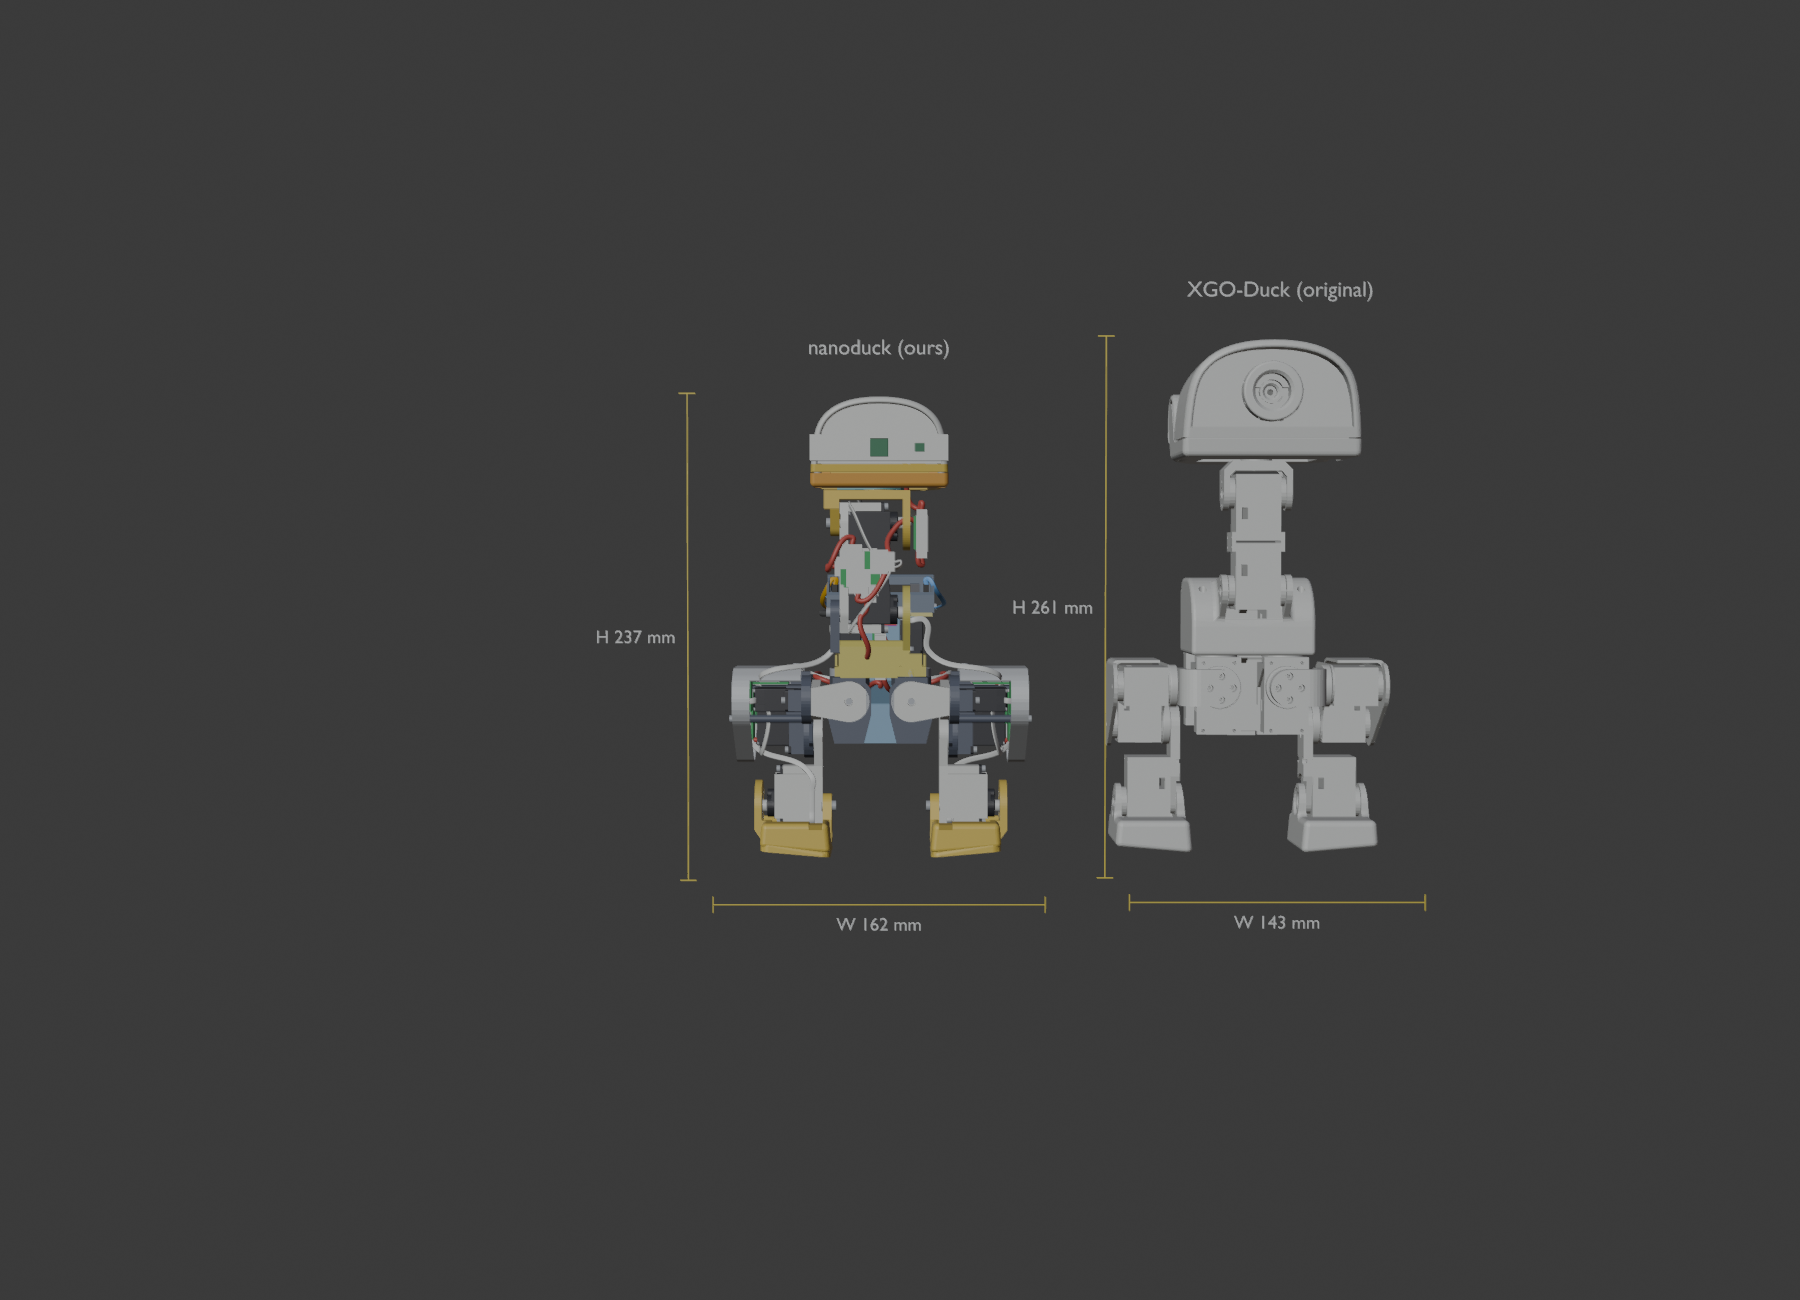 XGO-Duck (original)
nanoduck (ours)
H 261 mm
H 237 mm
W 162 mm
W 143 mm